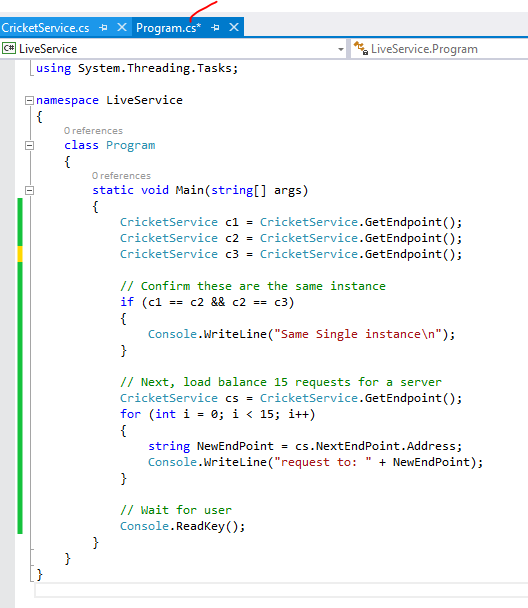 CricketService.cs Program.cs*
C# LiveService LiveService.Program
using System.Threading.Tasks;
namespace LiveService
{
0 references
class Program
{
0 references
static void Main(string[] args)
{
CricketService c1 = CricketService.GetEndpoint();
CricketService c2 = CricketService.GetEndpoint();
CricketService c3 = CricketService.GetEndpoint();
// Confirm these are the same instance
if (c1 == c2 && c2 == c3)
{
Console.WriteLine("Same Single instance\n");
}
// Next, load balance 15 requests for a server
CricketService cs = CricketService.GetEndpoint();
for (int i = 0; i < 15; i++)
{
string NewEndPoint = cs.NextEndPoint.Address;
Console.WriteLine("request to: " + NewEndPoint);
}
// Wait for user
Console.ReadKey();
}
}
}